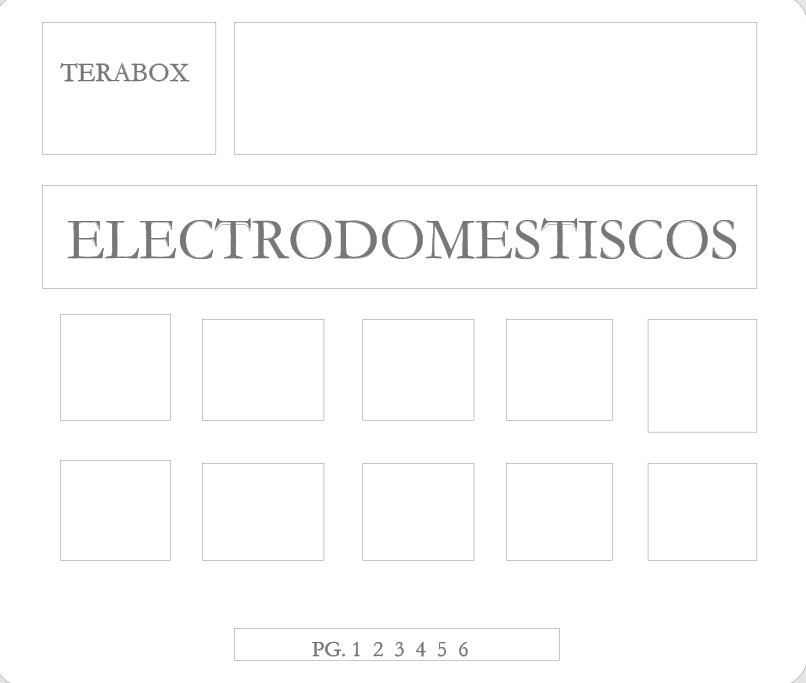 TERABOX
ELECTRODOMESTISCOS
PG. 1 2 3 4 5 6